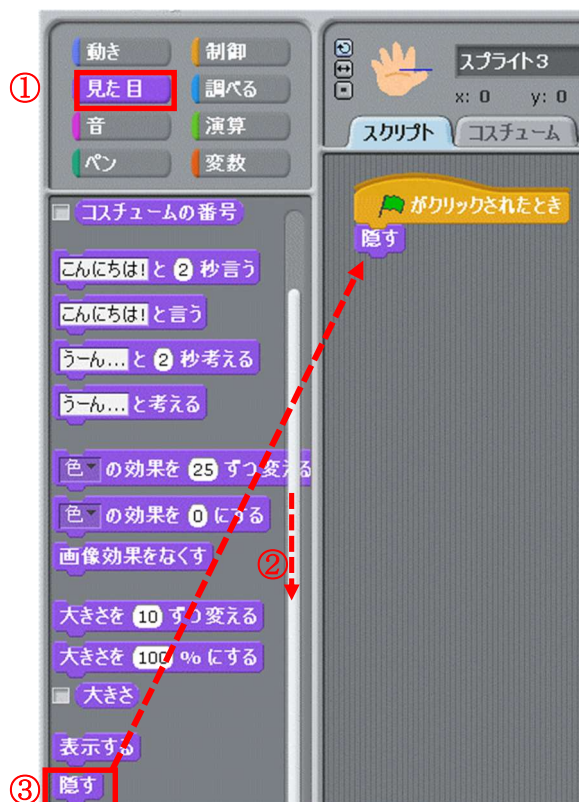 ①
動き 制御
見た目 調べる
音 演算
ペン 変数
スプライト3
x: 0 y: 0
スクリプト コスチューム
コスチュームの番号
こんにちは! と 2 秒言う
こんにちは! と言う
うーん... と 2 秒考える
うーん... と考える
色 の効果を 25 ずつ変える
色 の効果を 0 にする
画像効果をなくす
②
大きさを 10 ずつ変える
大きさを 100 % にする
大きさ
表示する
③
隠す
がクリックされたとき
隠す